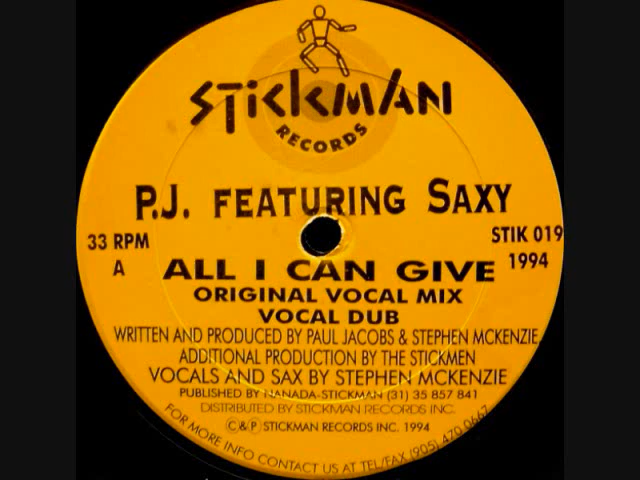 STICKMAN
RECORDS
P.J. FEATURING SAXY
33 RPM
STIK 019
A
1994
ALL I CAN GIVE
ORIGINAL VOCAL MIX
VOCAL DUB
WRITTEN AND PRODUCED BY PAUL JACOBS & STEPHEN MCKENZIE
ADDITIONAL PRODUCTION BY THE STICKMEN
VOCALS AND SAX BY STEPHEN MCKENZIE
PUBLISHED BY NANADA-STICKMAN (31) 35 857 841
DISTRIBUTED BY STICKMAN RECORDS INC.
Ⓒ&Ⓟ STICKMAN RECORDS INC. 1994
FOR MORE INFO CONTACT US AT TEL/FAX (905) 470 0667